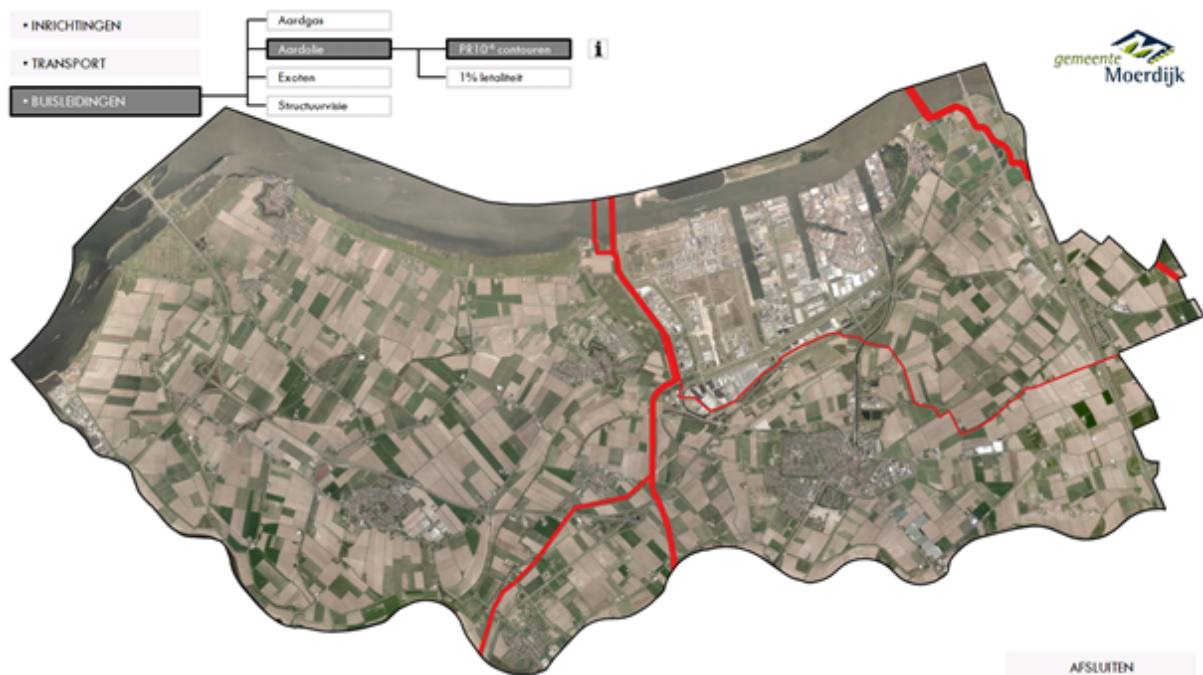 • INRICHTINGEN
• TRANSPORT
• BUISLEIDINGEN
Aardgas
Aardolie
Exoten
Structuurvisie
PR10⁻⁶ contouren
1% letaliteit
i
gemeente
Moerdijk
AFSLUITEN